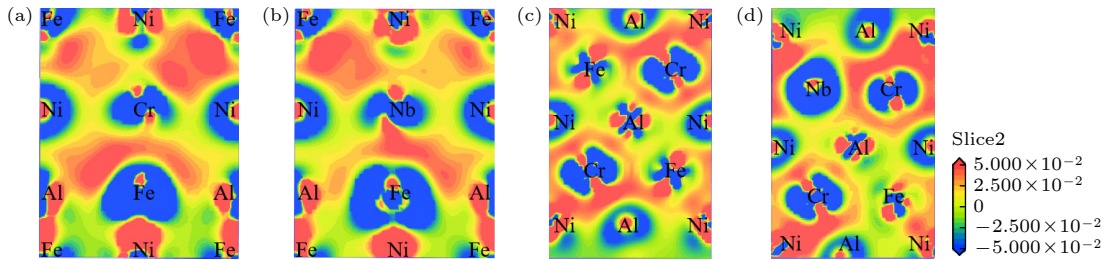 (a) (b) (c) (d)
Fe Ni Fe
Ni Cr Ni
Al Fe Al
Fe Ni Fe
Fe Ni Fe
Ni Nb Ni
Al Fe Al
Fe Ni Fe
Ni Al Ni
Fe Cr
Ni Al Ni
Cr Fe
Ni Al Ni
Ni Al Ni
Nb Cr
Ni Al Ni
Cr Fe
Ni Al Ni
Slice2
5.000×10⁻²
2.500×10⁻²
0
−2.500×10⁻²
−5.000×10⁻²